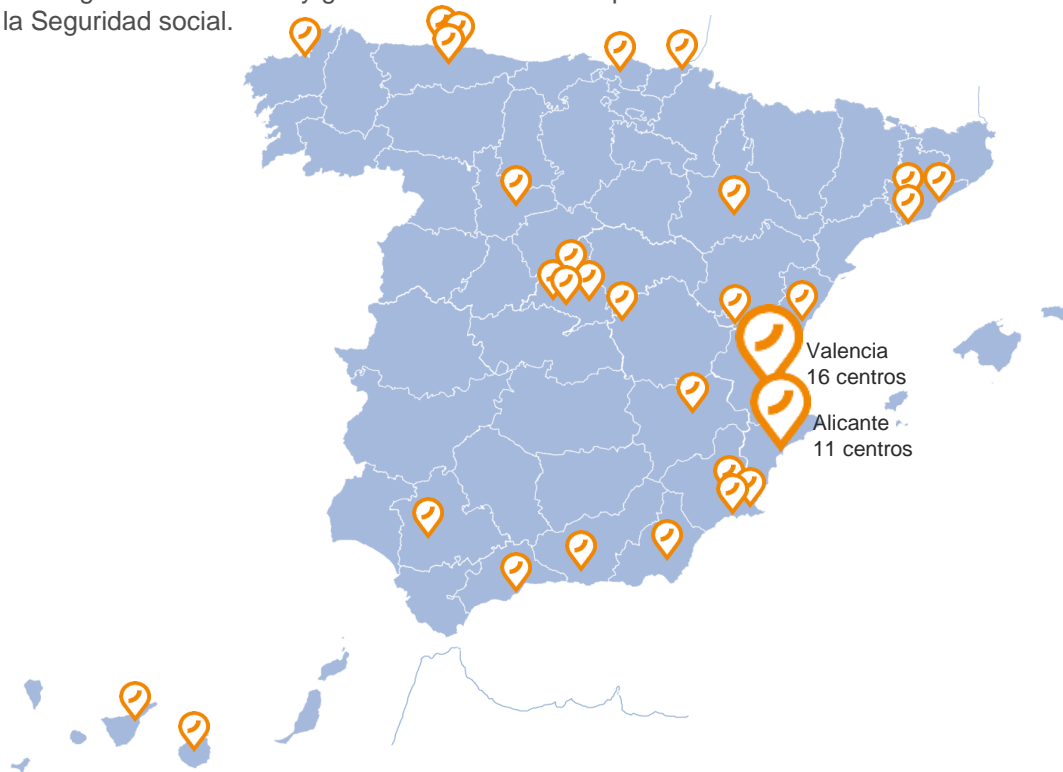 la Seguridad social.
Valencia
16 centros
Alicante
11 centros